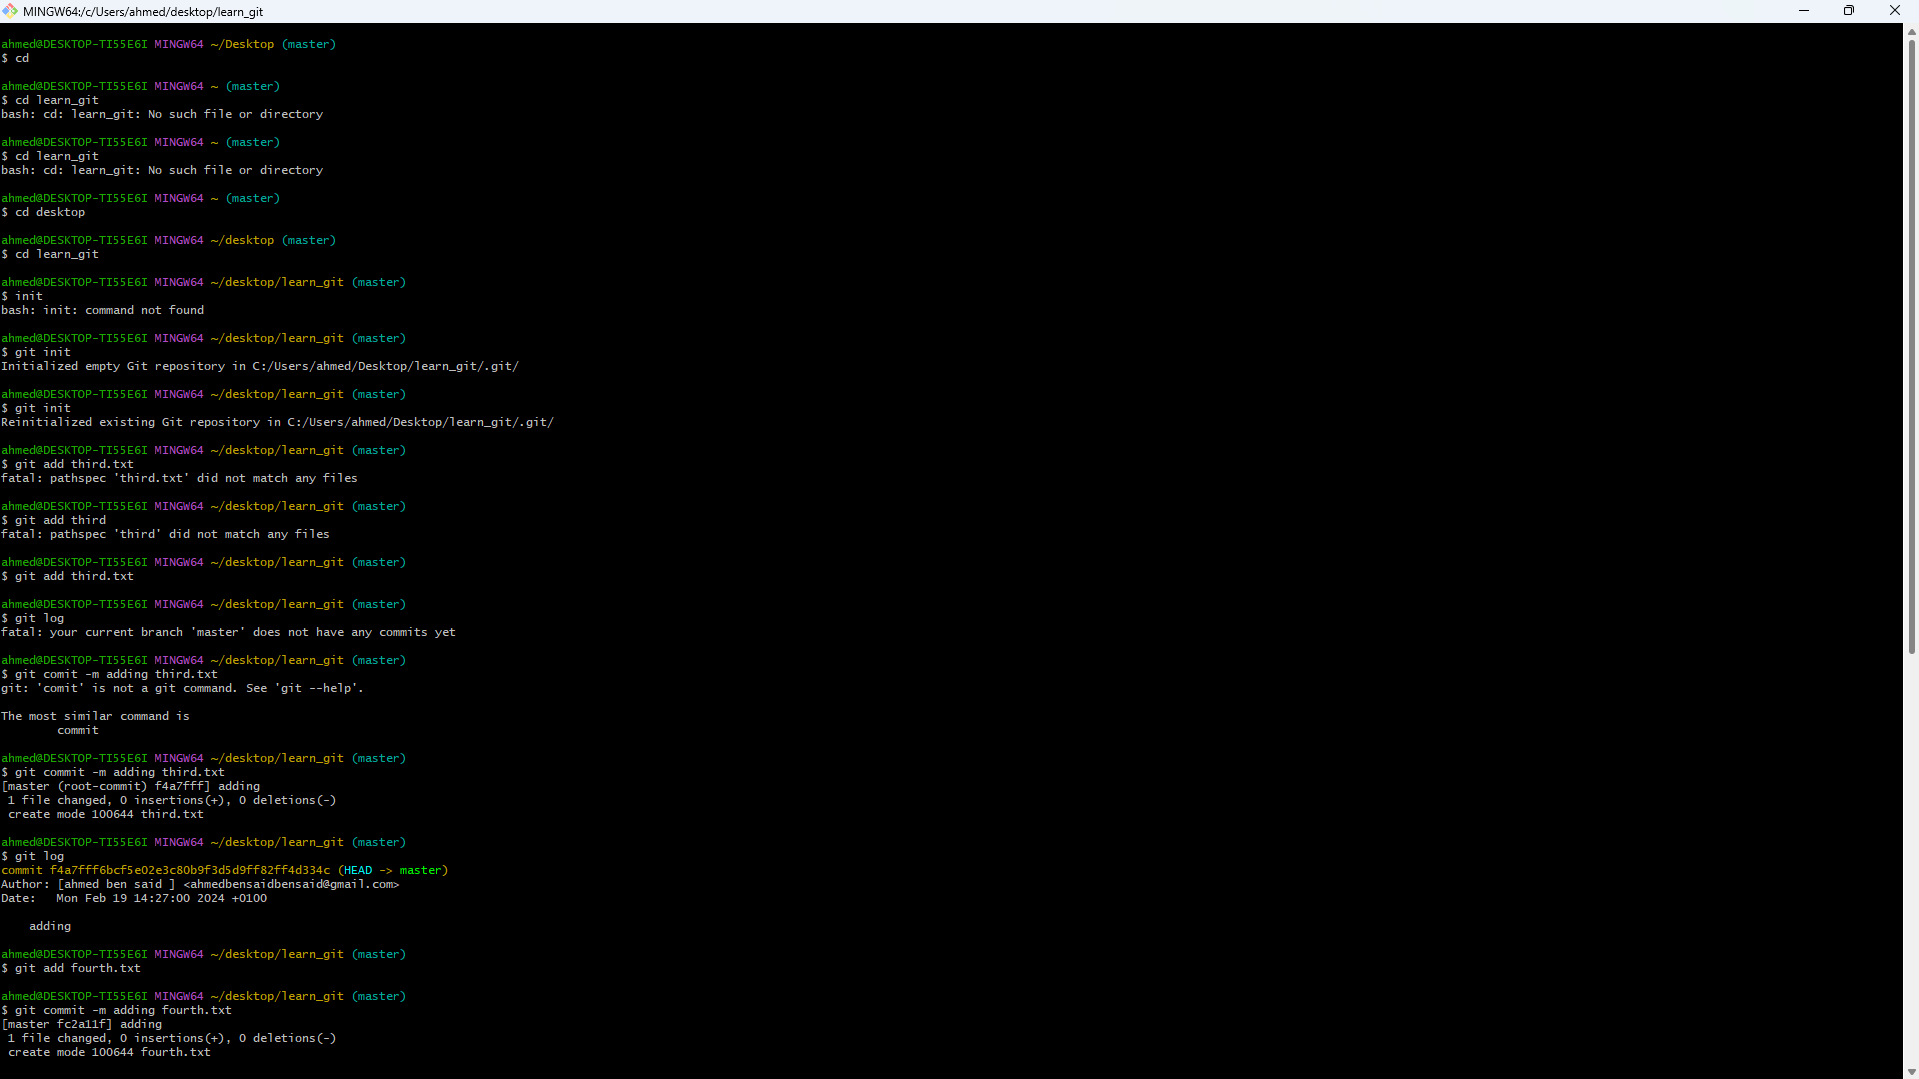 MINGW64:/c/Users/ahmed/desktop/learn_git
ahmed@DESKTOP-TI55E6I MINGW64 ~/Desktop (master)
$ cd
ahmed@DESKTOP-TI55E6I MINGW64 ~ (master)
$ cd learn_git
bash: cd: learn_git: No such file or directory
ahmed@DESKTOP-TI55E6I MINGW64 ~ (master)
$ cd learn_git
bash: cd: learn_git: No such file or directory
ahmed@DESKTOP-TI55E6I MINGW64 ~ (master)
$ cd desktop
ahmed@DESKTOP-TI55E6I MINGW64 ~/desktop (master)
$ cd learn_git
ahmed@DESKTOP-TI55E6I MINGW64 ~/desktop/learn_git (master)
$ init
bash: init: command not found
ahmed@DESKTOP-TI55E6I MINGW64 ~/desktop/learn_git (master)
$ git init
Initialized empty Git repository in C:/Users/ahmed/Desktop/learn_git/.git/
ahmed@DESKTOP-TI55E6I MINGW64 ~/desktop/learn_git (master)
$ git init
Reinitialized existing Git repository in C:/Users/ahmed/Desktop/learn_git/.git/
ahmed@DESKTOP-TI55E6I MINGW64 ~/desktop/learn_git (master)
$ git add third.txt
fatal: pathspec 'third.txt' did not match any files
ahmed@DESKTOP-TI55E6I MINGW64 ~/desktop/learn_git (master)
$ git add third
fatal: pathspec 'third' did not match any files
ahmed@DESKTOP-TI55E6I MINGW64 ~/desktop/learn_git (master)
$ git add third.txt
ahmed@DESKTOP-TI55E6I MINGW64 ~/desktop/learn_git (master)
$ git log
fatal: your current branch 'master' does not have any commits yet
ahmed@DESKTOP-TI55E6I MINGW64 ~/desktop/learn_git (master)
$ git comit -m adding third.txt
git: 'comit' is not a git command. See 'git --help'.
The most similar command is
commit
ahmed@DESKTOP-TI55E6I MINGW64 ~/desktop/learn_git (master)
$ git commit -m adding third.txt
[master (root-commit) f4a7fff] adding
1 file changed, 0 insertions(+), 0 deletions(-)
create mode 100644 third.txt
ahmed@DESKTOP-TI55E6I MINGW64 ~/desktop/learn_git (master)
$ git log
commit f4a7fff6bcf5e02e3c80b9f3d5d9ff82ff4d334c (HEAD -> master)
Author: [ahmed ben said ] <ahmedbensaidbensaid@gmail.com>
Date:   Mon Feb 19 14:27:00 2024 +0100
adding
ahmed@DESKTOP-TI55E6I MINGW64 ~/desktop/learn_git (master)
$ git add fourth.txt
ahmed@DESKTOP-TI55E6I MINGW64 ~/desktop/learn_git (master)
$ git commit -m adding fourth.txt
[master fc2a11f] adding
1 file changed, 0 insertions(+), 0 deletions(-)
create mode 100644 fourth.txt